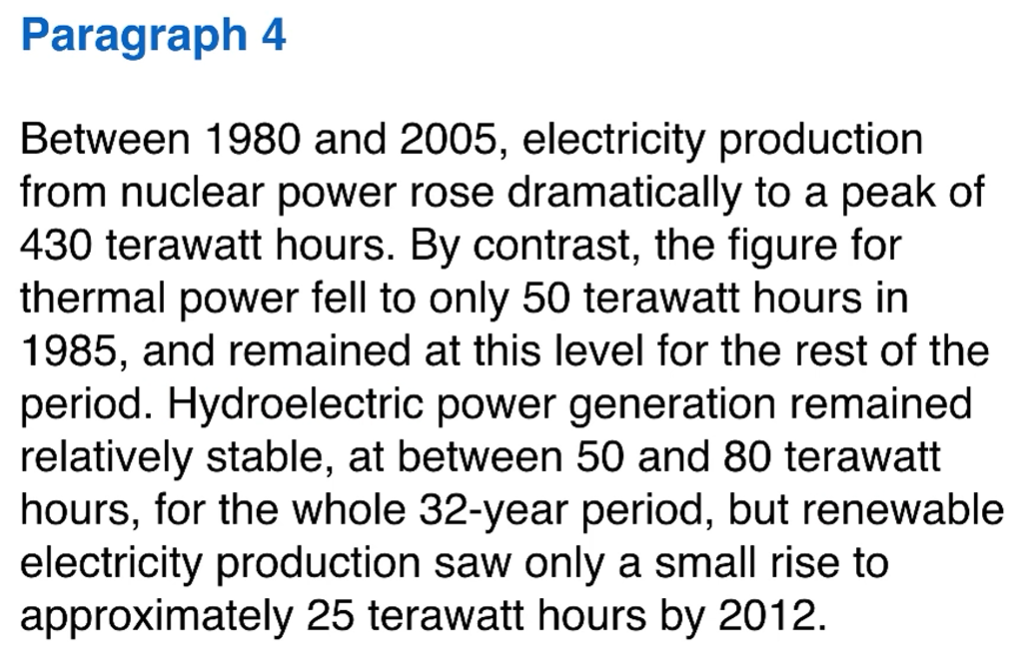 Paragraph 4
Between 1980 and 2005, electricity production
from nuclear power rose dramatically to a peak of
430 terawatt hours. By contrast, the figure for
thermal power fell to only 50 terawatt hours in
1985, and remained at this level for the rest of the
period. Hydroelectric power generation remained
relatively stable, at between 50 and 80 terawatt
hours, for the whole 32-year period, but renewable
electricity production saw only a small rise to
approximately 25 terawatt hours by 2012.